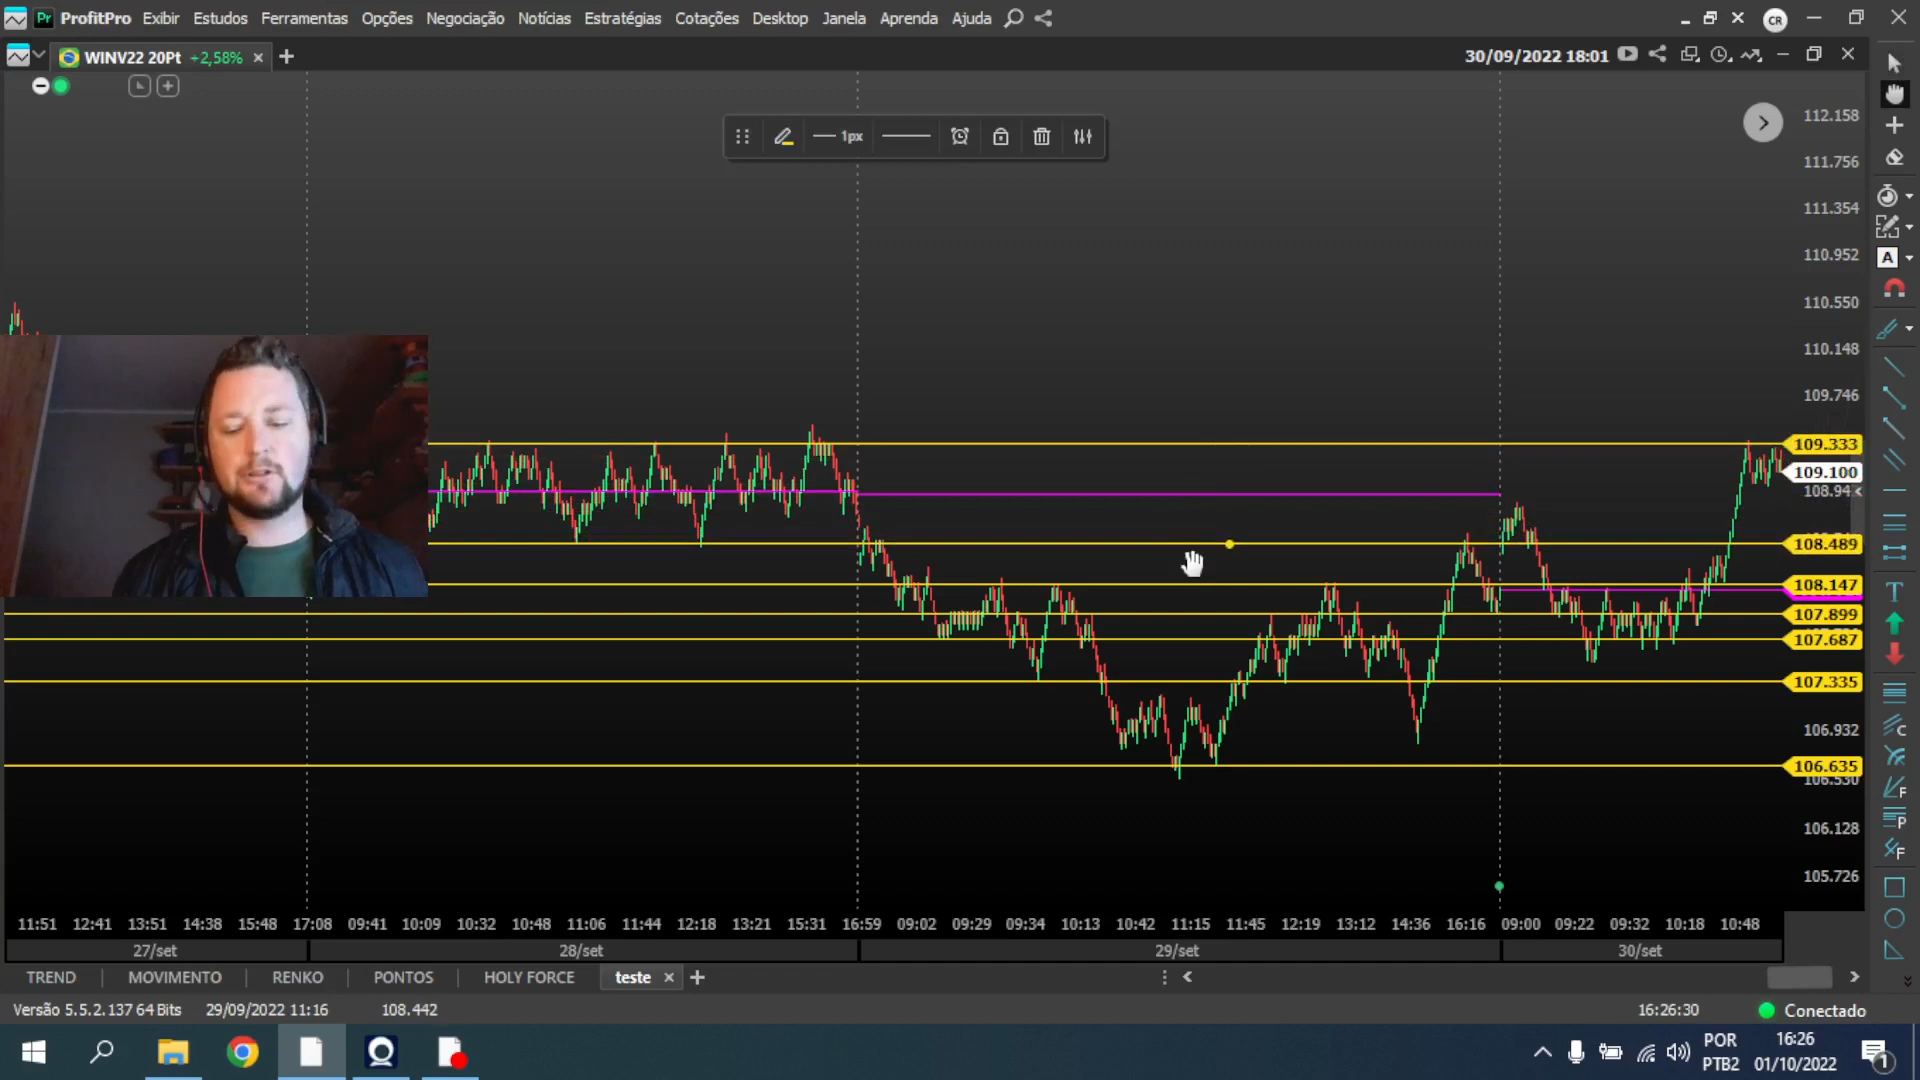 Pr ProfitPro Exibir Estudos Ferramentas Opções Negociação Notícias Estratégias Cotações Desktop Janela Aprenda Ajuda CR
WINV22 20Pt +2,58% 30/09/2022 18:01
112.158
1px
111.756
111.354
110.952
110.550
110.148
109.746
109.333
109.100
108.94
108.489
108.147
107.899
107.687
107.335
106.932
106.635
106.530
106.128
105.726
11:51 12:41 13:51 14:38 15:48 17:08 09:41 10:09 10:32 10:48 11:06 11:44 12:18 13:21 15:31 16:59 09:02 09:29 09:34 10:13 10:42 11:15 11:45 12:19 13:12 14:36 16:16 09:00 09:22 09:32 10:18 10:48
27/set 28/set 29/set 30/set
TREND MOVIMENTO RENKO PONTOS HOLY FORCE teste
Versão 5.5.2.137 64 Bits 29/09/2022 11:16 108.442 16:26:30 Conectado
POR 16:26
PTB2 01/10/2022 1
A
T
C
F
P
F